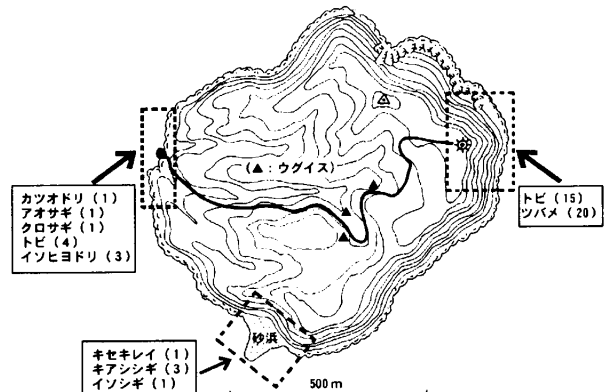 (▲:ウグイス)
カツオドリ(1)
アオサギ(1)
クロサギ(1)
トビ(4)
イソヒヨドリ(3)
トビ(15)
ツバメ(20)
砂浜
キセキレイ(1)
キアシシギ(3)
イソシギ(1)
500m